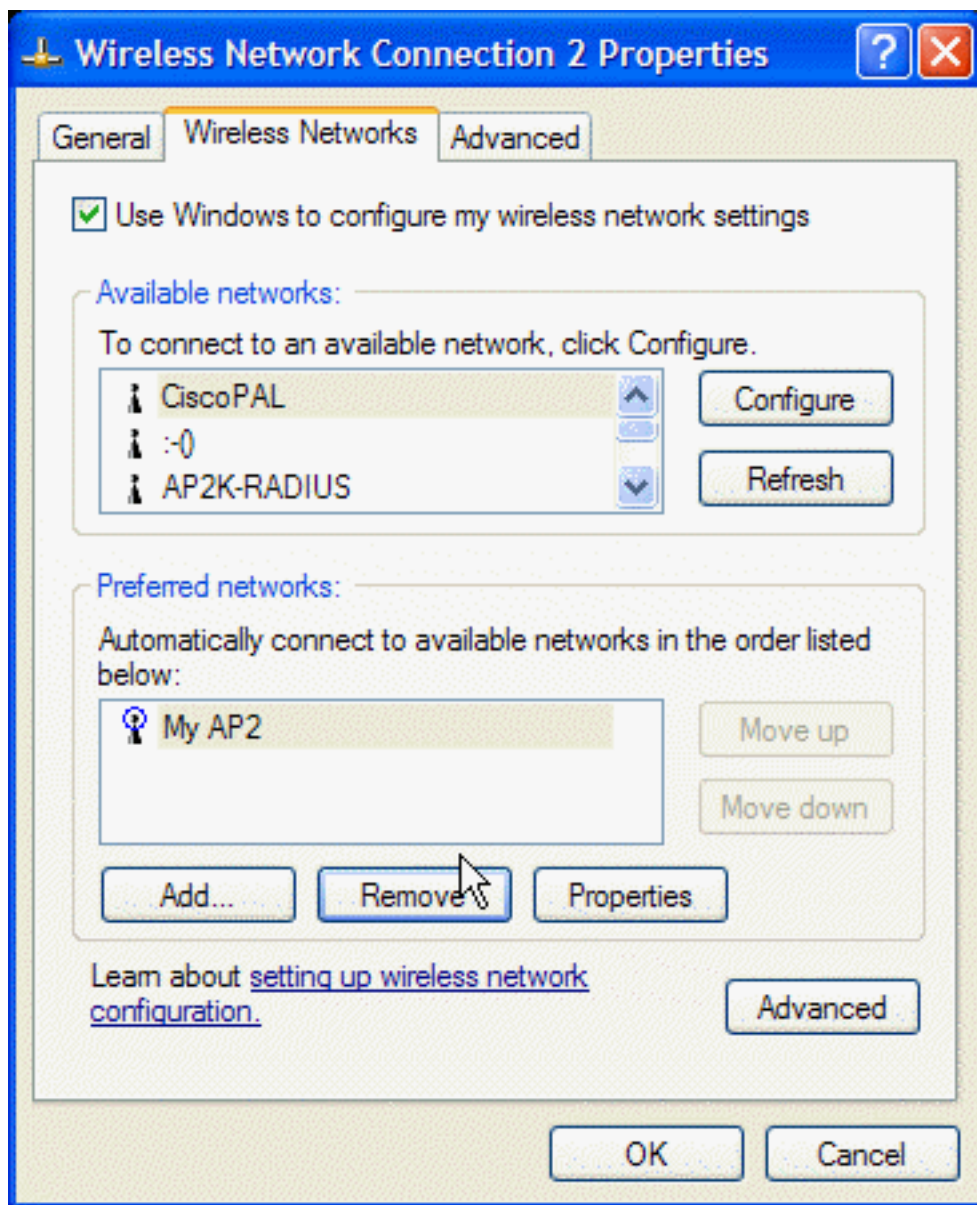 Wireless Network Connection 2 Properties
General
Wireless Networks
Advanced
Use Windows to configure my wireless network settings
Available networks:
To connect to an available network, click Configure.
CiscoPAL
:-()
AP2K-RADIUS
Configure
Refresh
Preferred networks:
Automatically connect to available networks in the order listed
below:
My AP2
Move up
Move down
Add...
Remove
Properties
Learn about setting up wireless network
configuration.
Advanced
OK
Cancel